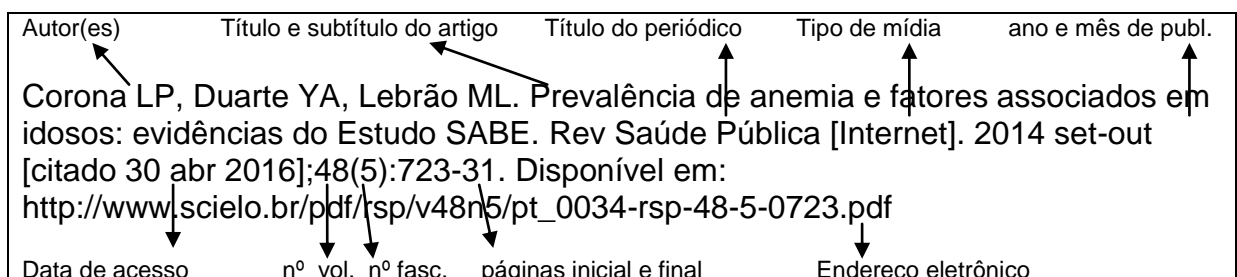 Autor(es) Título e subtítulo do artigo Título do periódico Tipo de mídia ano e mês de publ.
Corona LP, Duarte YA, Lebrão ML. Prevalência de anemia e fatores associados em
idosos: evidências do Estudo SABE. Rev Saúde Pública [Internet]. 2014 set-out
[citado 30 abr 2016];48(5):723-31. Disponível em:
http://www.scielo.br/pdf/rsp/v48n5/pt_0034-rsp-48-5-0723.pdf
Data de acesso nº vol. nº fasc. páginas inicial e final Endereço eletrônico